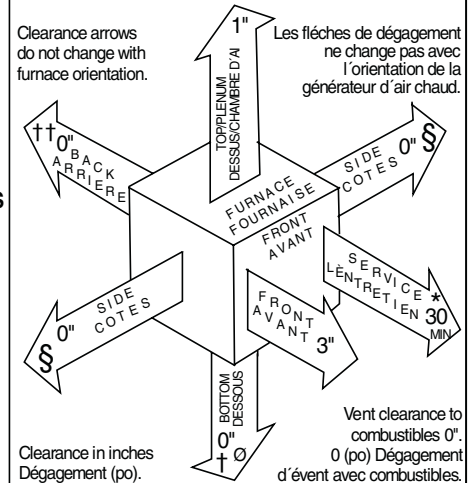 Clearance arrows
do not change with
furnace orientation.
Les fléches de dégagement
ne change pas avec
l´orientation de la
générateur d´air chaud.
1"
TOP/PLENUM
DESSUS/CHAMBRE D´AI
††0"
BACK
ARRIERE
SIDE
COTES
0" §
FURNACE
FOURNAISE
FRONT
AVANT
SERVICE
LÈNTRETIEN
*
30
MIN
SIDE
COTES
§ 0"
FRONT
AVANT 3"
BOTTOM
DESSOUS
0"
† Ø
s
Clearance in inches
Dégagement (po).
Vent clearance to
combustibles 0".
0 (po) Dégagement
d´évent avec combustibles.